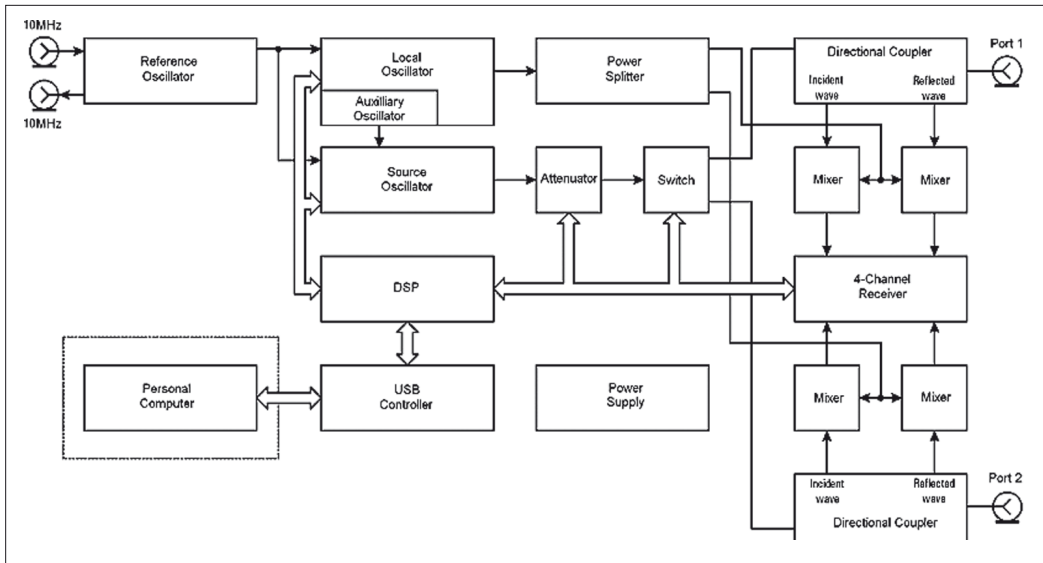 10MHz
10MHz
Reference
Oscillator
Local
Oscillator
Auxiliary
Oscillator
Power
Splitter
Directional Coupler
Incident
wave
Reflected
wave
Port 1
Source
Oscillator
Attenuator
Switch
Mixer
Mixer
DSP
4-Channel
Receiver
Personal
Computer
USB
Controller
Power
Supply
Mixer
Mixer
Incident
wave
Reflected
wave
Directional Coupler
Port 2